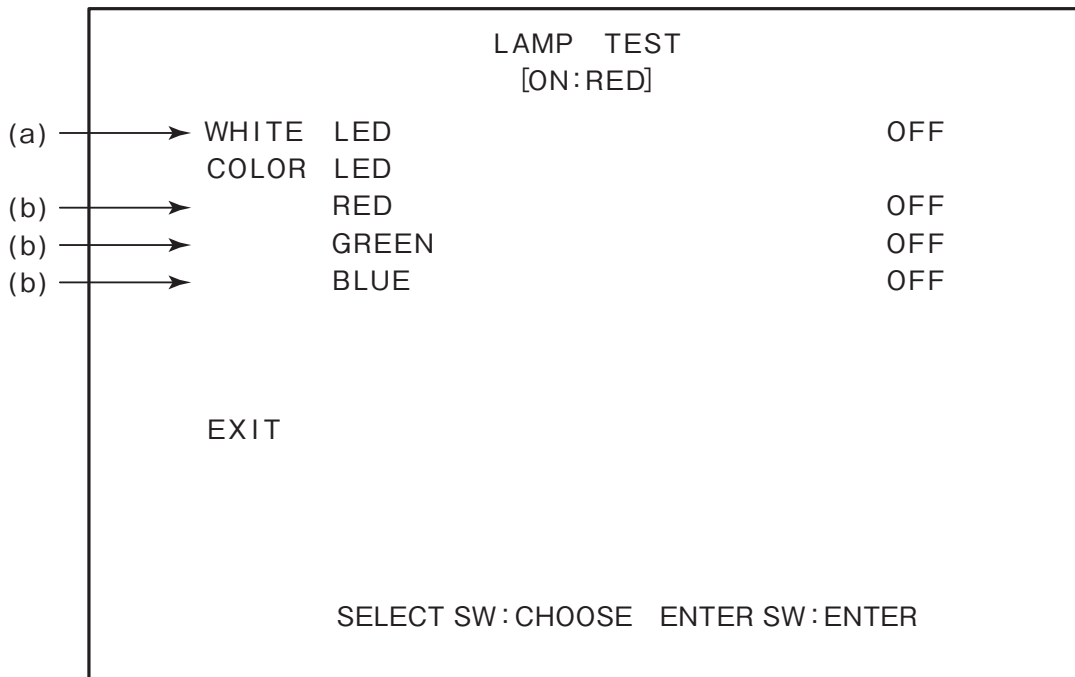 LAMP TEST
[ON:RED]
(a) WHITE LED OFF
COLOR LED
(b) RED OFF
(b) GREEN OFF
(b) BLUE OFF
EXIT
SELECT SW:CHOOSE ENTER SW:ENTER